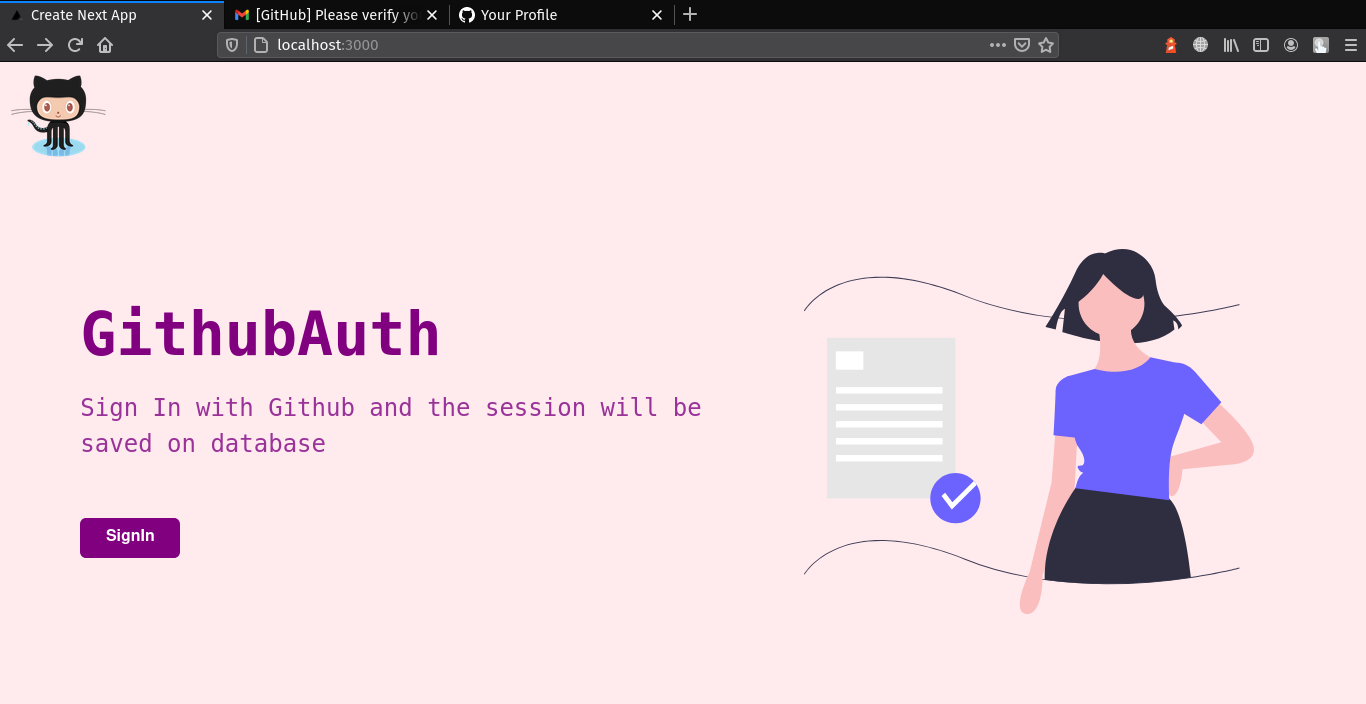 Create Next App
[GitHub] Please verify yo
Your Profile
localhost:3000
GithubAuth
Sign In with Github and the session will be
saved on database
SignIn